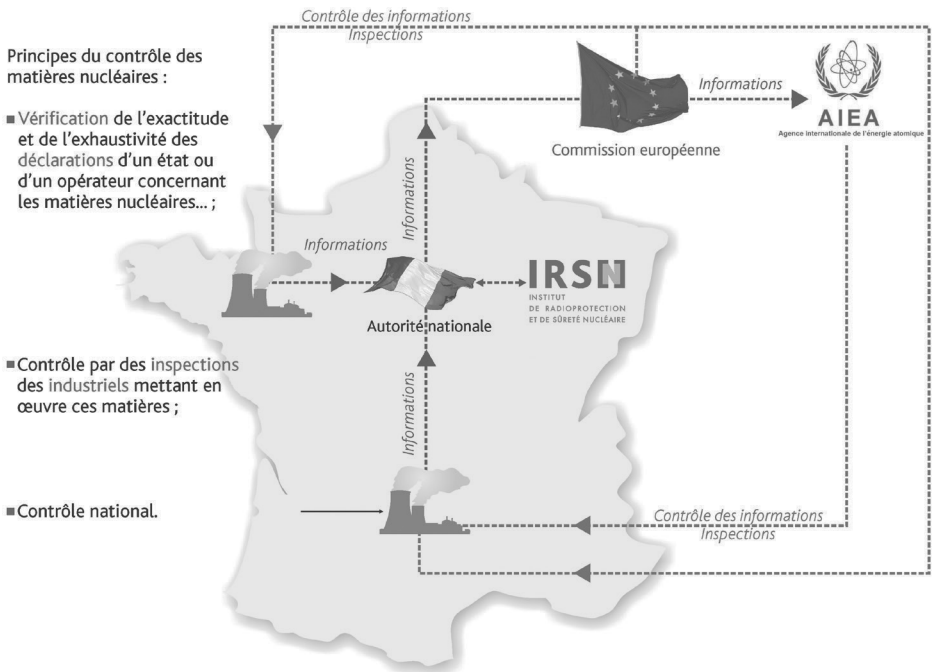 Contrôle des informations
Inspections
Principes du contrôle des
matières nucléaires :
■ Vérification de l'exactitude
et de l'exhaustivité des
déclarations d'un état ou
d'un opérateur concernant
les matières nucléaires... ;
Informations
AIEA
Agence internationale de l'énergie atomique
Commission européenne
Informations
Informations
IRSN
INSTITUT
DE RADIOPROTECTION
ET DE SÛRETÉ NUCLÉAIRE
Autorité nationale
■ Contrôle par des inspections
des industriels mettant en
œuvre ces matières ;
Informations
■ Contrôle national.
Contrôle des informations
Inspections